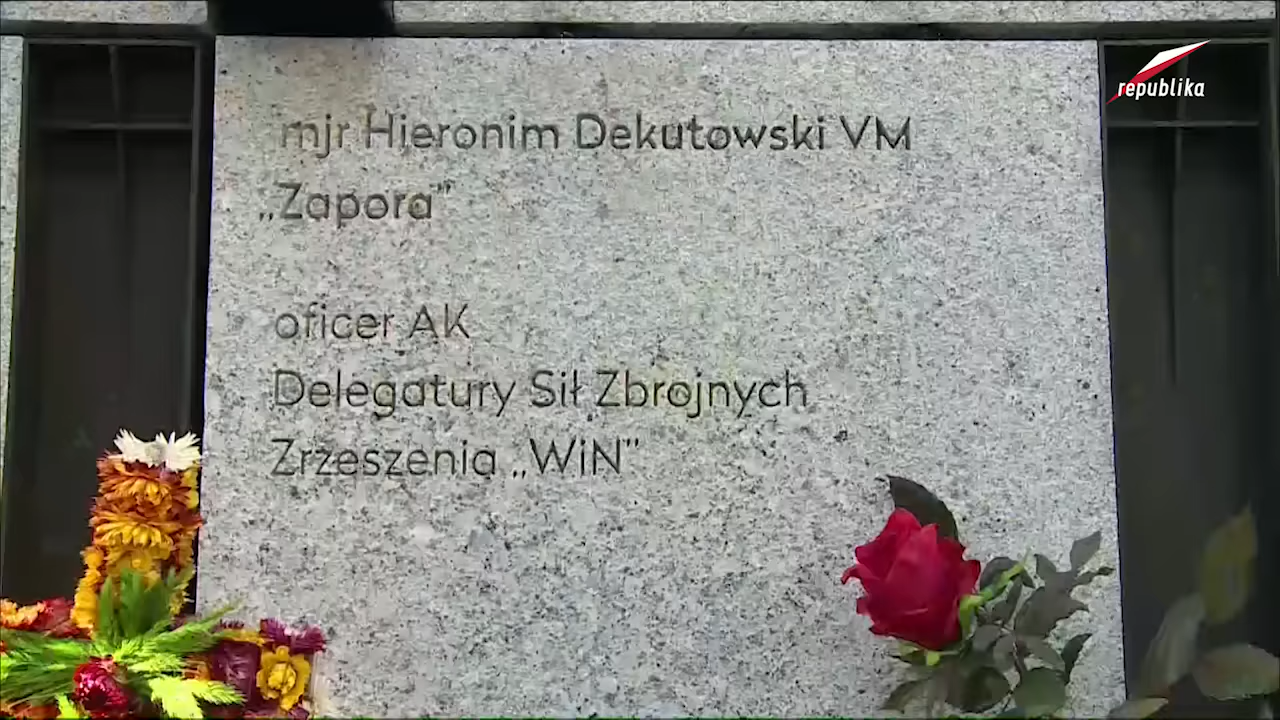 republika
mjr Hieronim Dekutowski VM
„Zapora”
oficer AK
Delegatury Sił Zbrojnych
Zrzeszenia „WiN”